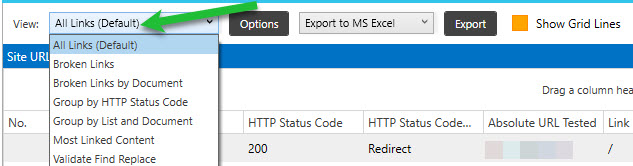 View: All Links (Default) Options Export to MS Excel Export Show Grid Lines
All Links (Default)
Site URL
Broken Links
Broken Links by Document
Drag a column hea
Group by HTTP Status Code
No. Group by List and Document HTTP Status Code HTTP Status Code... Absolute URL Tested Link
Most Linked Content
200 Redirect /
Validate Find Replace